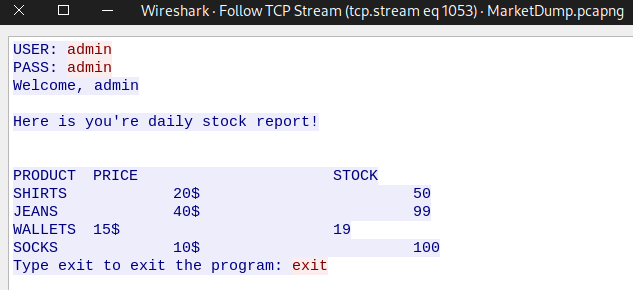 Wireshark · Follow TCP Stream (tcp.stream eq 1053) · MarketDump.pcapng
USER: admin
PASS: admin
Welcome, admin
Here is you're daily stock report!
PRODUCT PRICE STOCK
SHIRTS 20$ 50
JEANS 40$ 99
WALLETS 15$ 19
SOCKS 10$ 100
Type exit to exit the program: exit